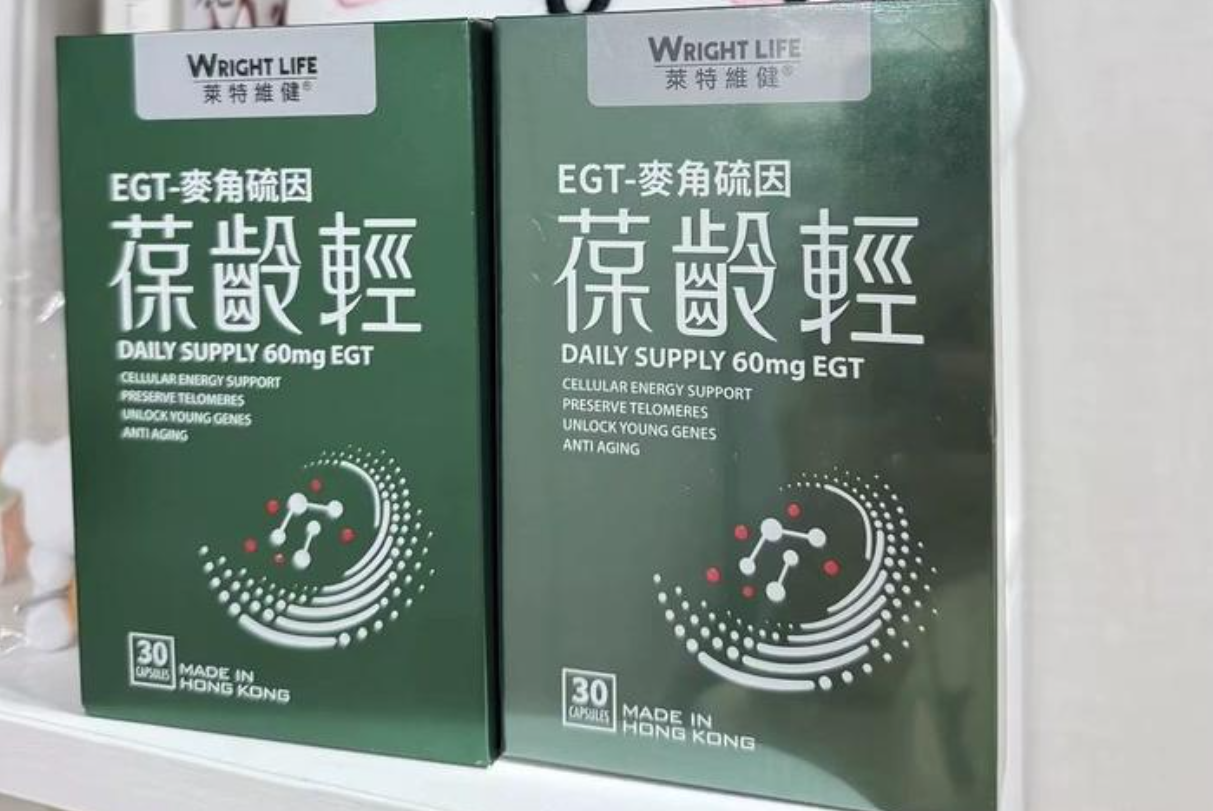 WRIGHT LIFE
萊特維健®
EGT-麥角硫因
葆齡輕
DAILY SUPPLY 60mg EGT
CELLULAR ENERGY SUPPORT
PRESERVE TELOMERES
UNLOCK YOUNG GENES
ANTI AGING
30
CAPSULES
MADE IN
HONG KONG
WRIGHT LIFE
萊特維健®
EGT-麥角硫因
葆齡輕
DAILY SUPPLY 60mg EGT
CELLULAR ENERGY SUPPORT
PRESERVE TELOMERES
UNLOCK YOUNG GENES
ANTI AGING
30
CAPSULES
MADE IN
HONG KONG